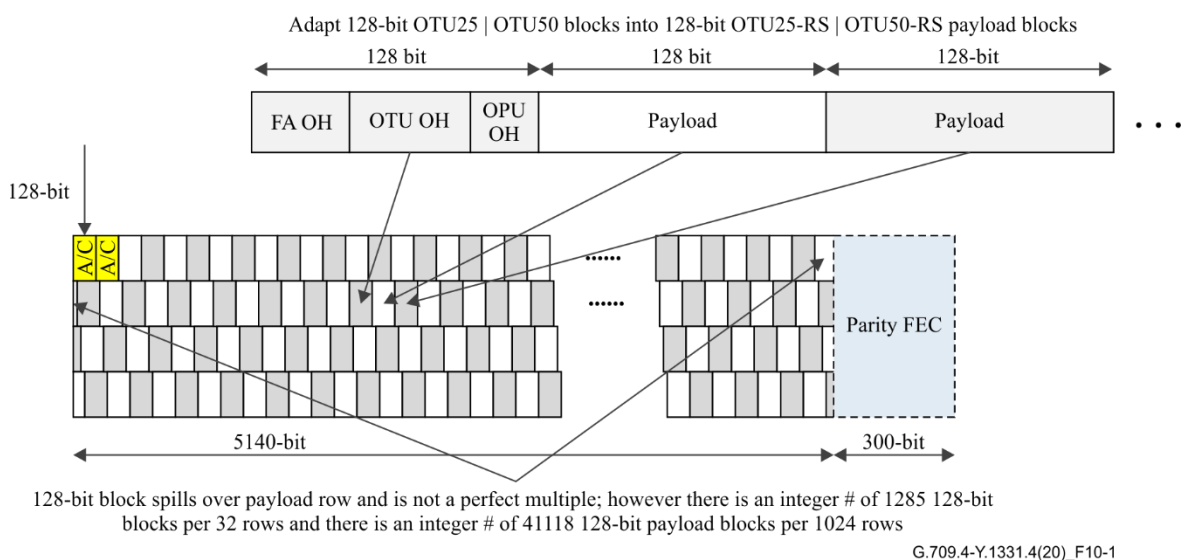 Adapt 128-bit OTU25 | OTU50 blocks into 128-bit OTU25-RS | OTU50-RS payload blocks
128 bit
128 bit
128-bit
FA OH
OTU OH
OPU
OH
Payload
Payload
. . .
128-bit
A/C
A/C
......
......
Parity FEC
5140-bit
300-bit
128-bit block spills over payload row and is not a perfect multiple; however there is an integer # of 1285 128-bit
blocks per 32 rows and there is an integer # of 41118 128-bit payload blocks per 1024 rows
G.709.4-Y.1331.4(20)_F10-1